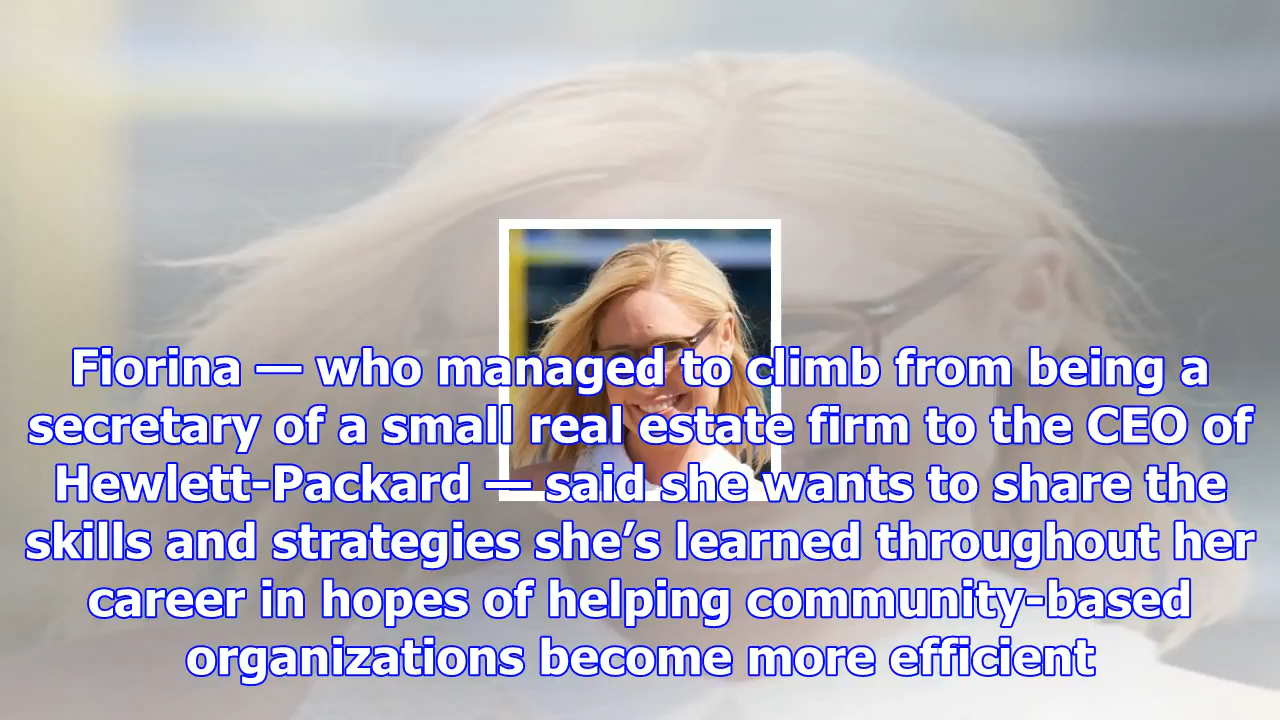 Fiorina — who managed to climb from being a
secretary of a small real estate firm to the CEO of
Hewlett-Packard — said she wants to share the
skills and strategies she’s learned throughout her
career in hopes of helping community-based
organizations become more efficient